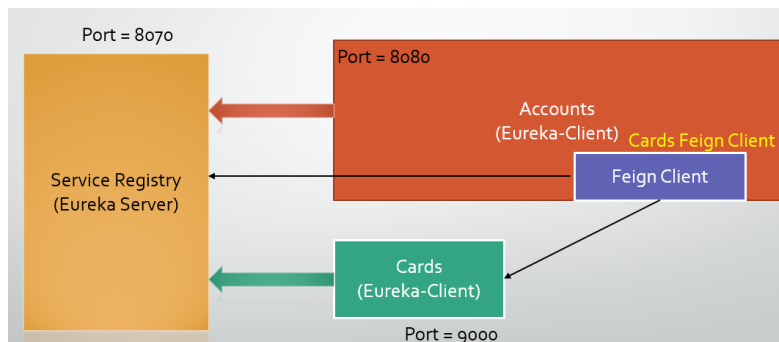 Port = 8070
Port = 8080
Accounts
(Eureka-Client)
Cards Feign Client
Feign Client
Service Registry
(Eureka Server)
Cards
(Eureka-Client)
Port = 9000